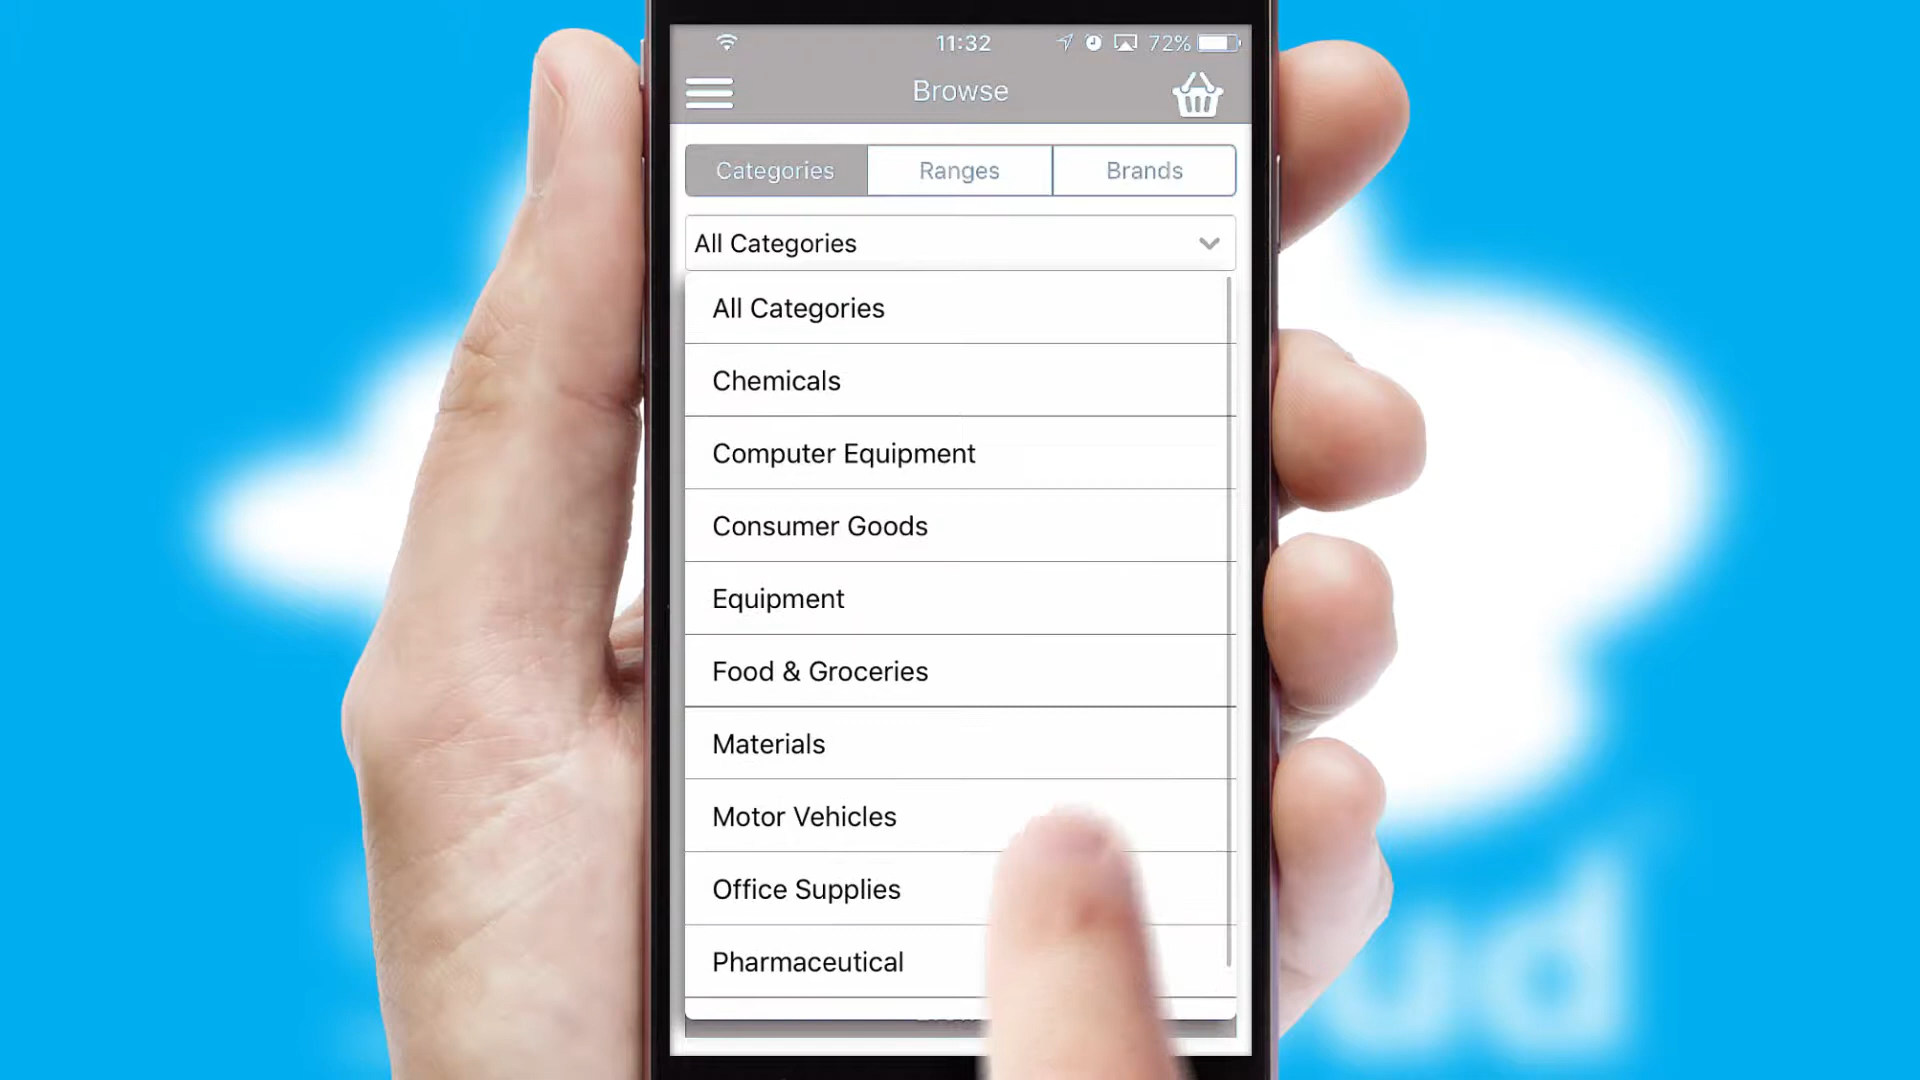 11:32
72%
Browse
Categories
Ranges
Brands
All Categories
All Categories
Chemicals
Computer Equipment
Consumer Goods
Equipment
Food & Groceries
Materials
Motor Vehicles
Office Supplies
Pharmaceutical
ud